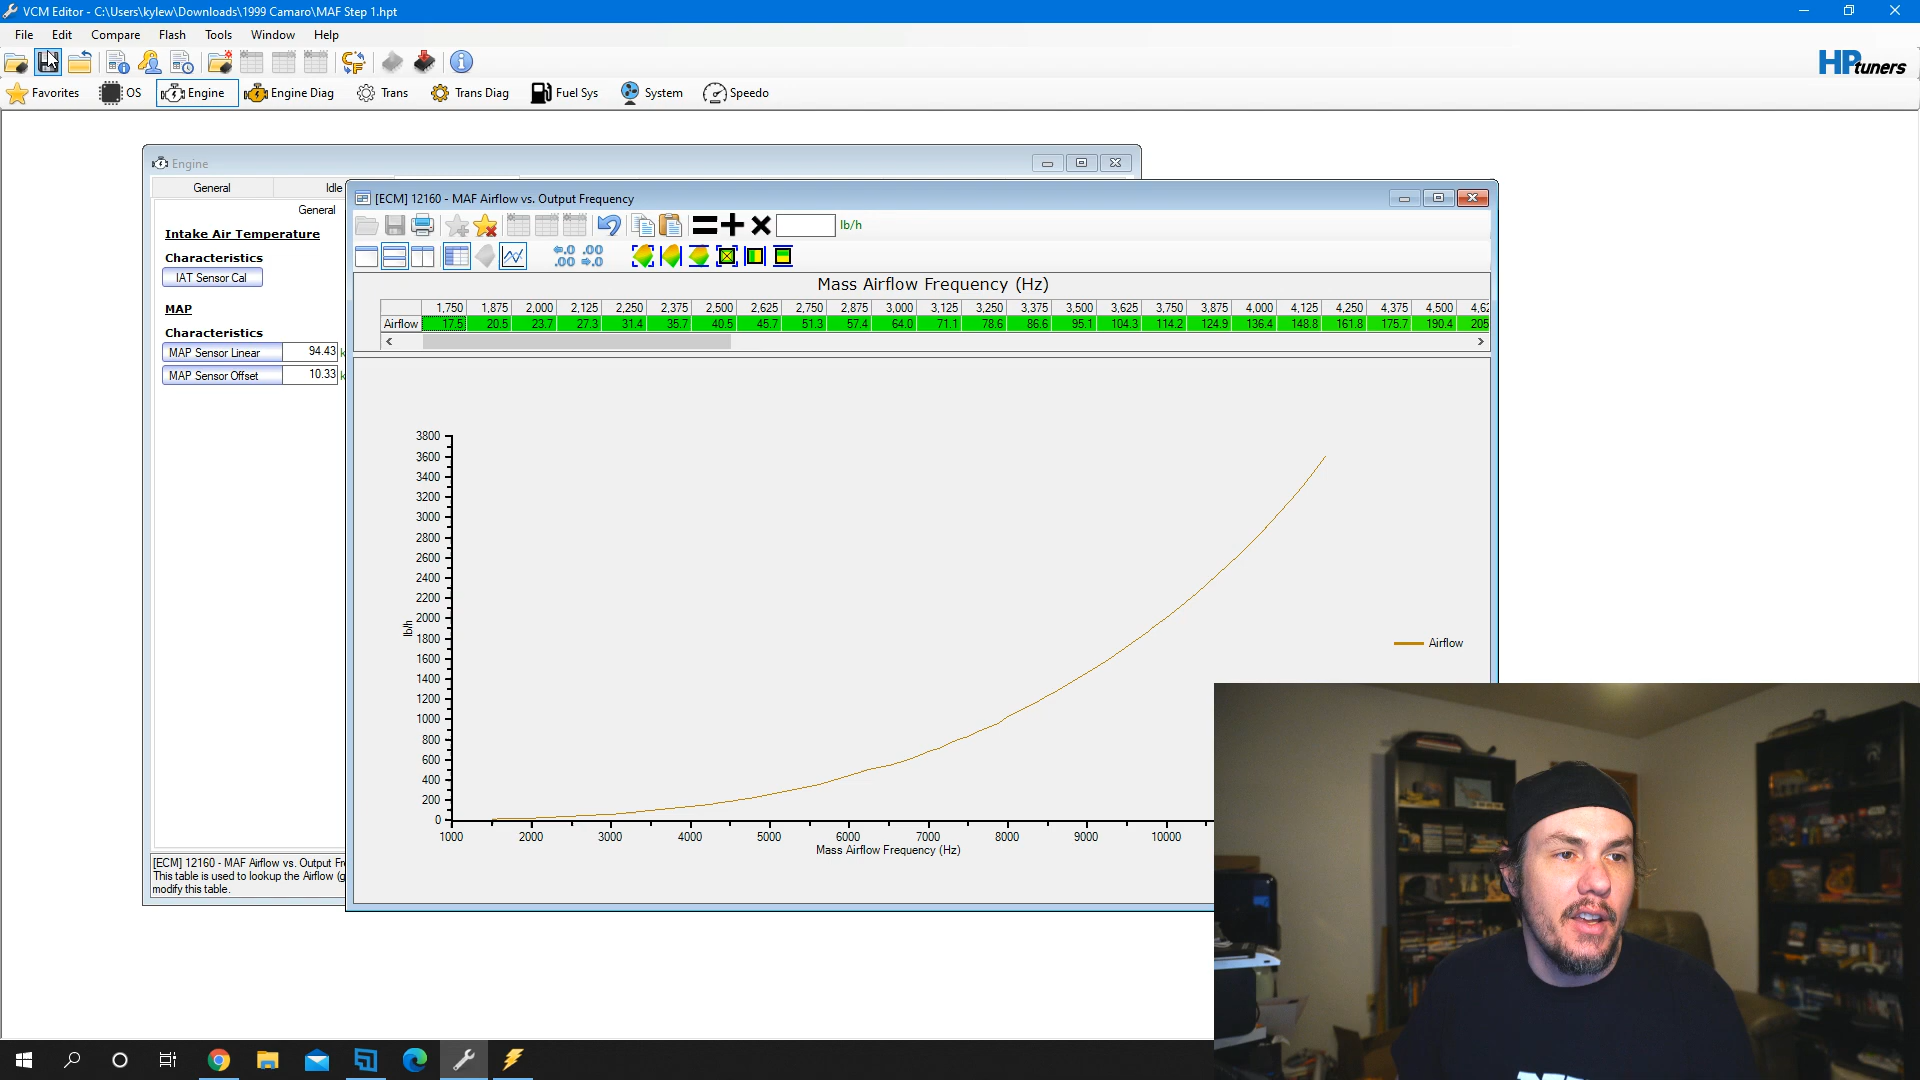 VCM Editor - C:\Users\kylew\Downloads\1999 Camaro\MAF Step 1.hpt
File Edit Compare Flash Tools Window Help
HPtuners
Favorites OS Engine Engine Diag Trans Trans Diag Fuel Sys System Speedo
Engine
General Idle
General
Intake Air Temperature
Characteristics
IAT Sensor Cal
MAP
Characteristics
MAP Sensor Linear 94.43 k
MAP Sensor Offset 10.33 k
[ECM] 12160 - MAF Airflow vs. Output Fr
This table is used to lookup the Airflow (g
modify this table.
[ECM] 12160 - MAF Airflow vs. Output Frequency
lb/h
Mass Airflow Frequency (Hz)
1,750 1,875 2,000 2,125 2,250 2,375 2,500 2,625 2,750 2,875 3,000 3,125 3,250 3,375 3,500 3,625 3,750 3,875 4,000 4,125 4,250 4,375 4,500 4,62
Airflow 17.5 20.5 23.7 27.3 31.4 35.7 40.5 45.7 51.3 57.4 64.0 71.1 78.6 86.6 95.1 104.3 114.2 124.9 136.4 148.8 161.8 175.7 190.4 205
3800
3600
3400
3200
3000
2800
2600
2400
2200
2000
1800
1600
1400
1200
1000
800
600
400
200
0
lb/h
1000 2000 3000 4000 5000 6000 7000 8000 9000 10000
Mass Airflow Frequency (Hz)
Airflow